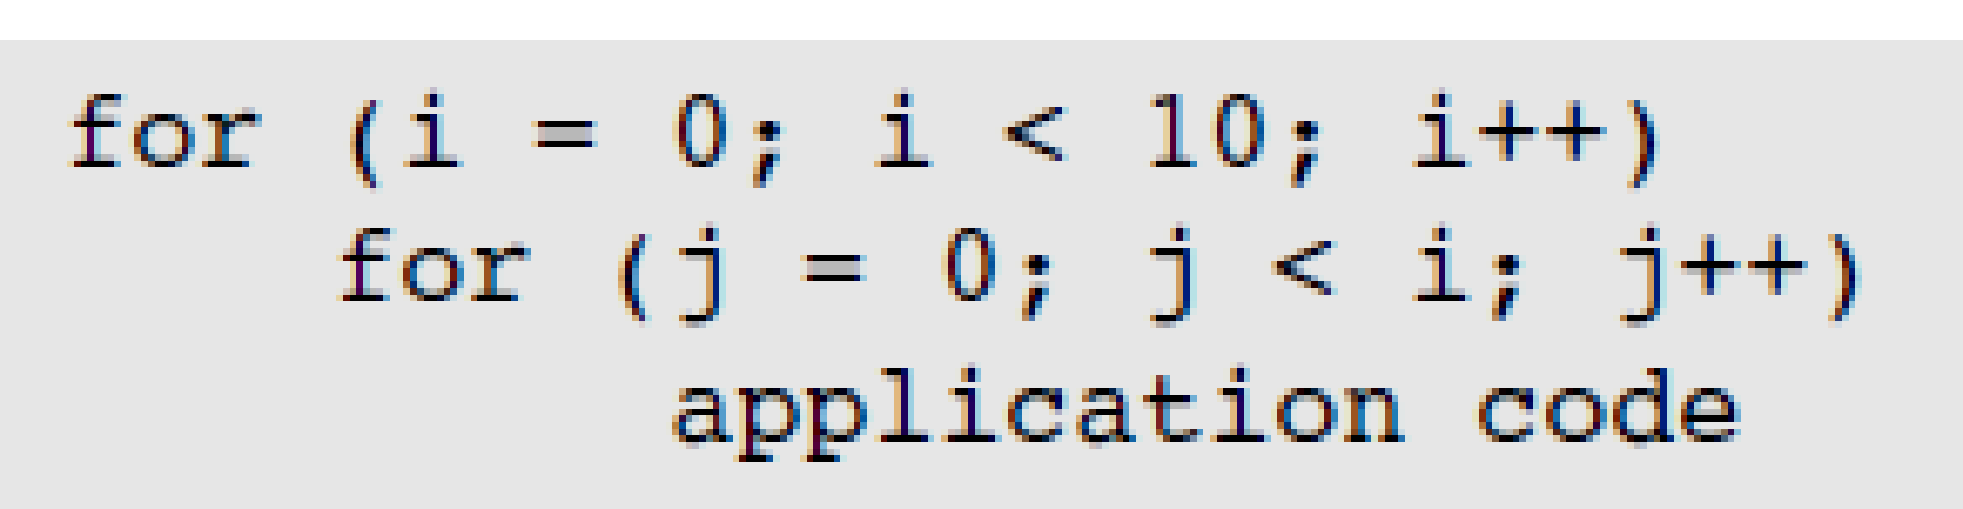 for (i = 0; i < 10; i++)
    for (j = 0; j < i; j++)
         application code